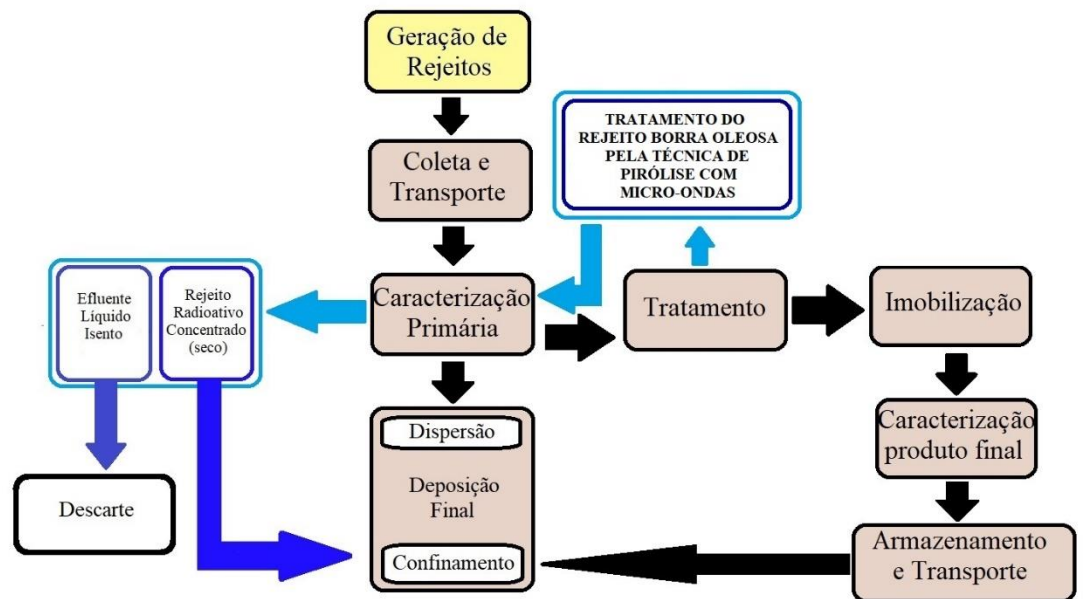 Geração de
Rejeitos
TRATAMENTO DO
REJEITO BORRA OLEOSA
PELA TÉCNICA DE
PIRÓLISE COM
MICRO-ONDAS
Coleta e
Transporte
Efluente
Líquido
Isento
Rejeito
Radioativo
Concentrado
(seco)
Caracterização
Primária
Tratamento
Imobilização
Dispersão
Deposição
Final
Confinamento
Caracterização
produto final
Descarte
Armazenamento
e Transporte